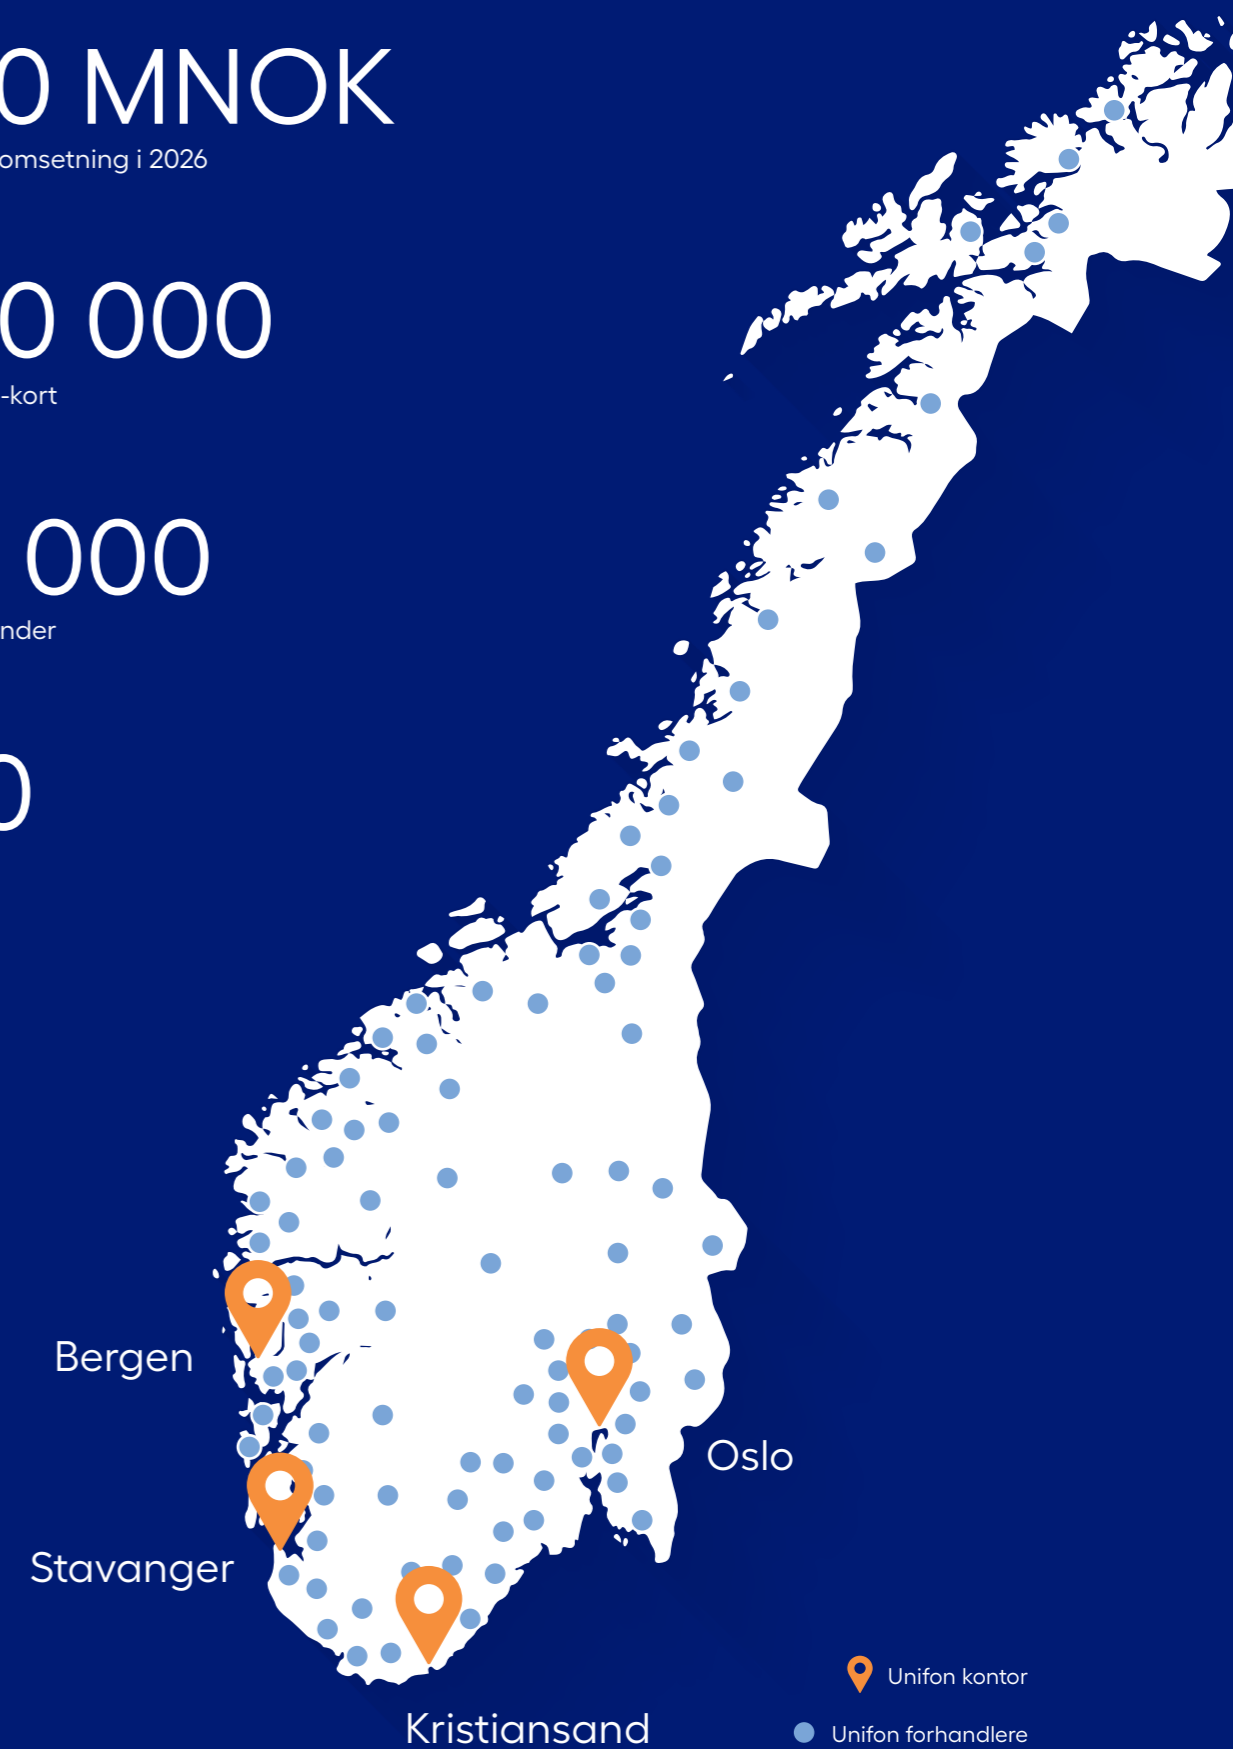 0 MNOK
omsetning i 2026
0 000
-kort
000
nder
0
Bergen
Oslo
Stavanger
Kristiansand
Unifon kontor
Unifon forhandlere